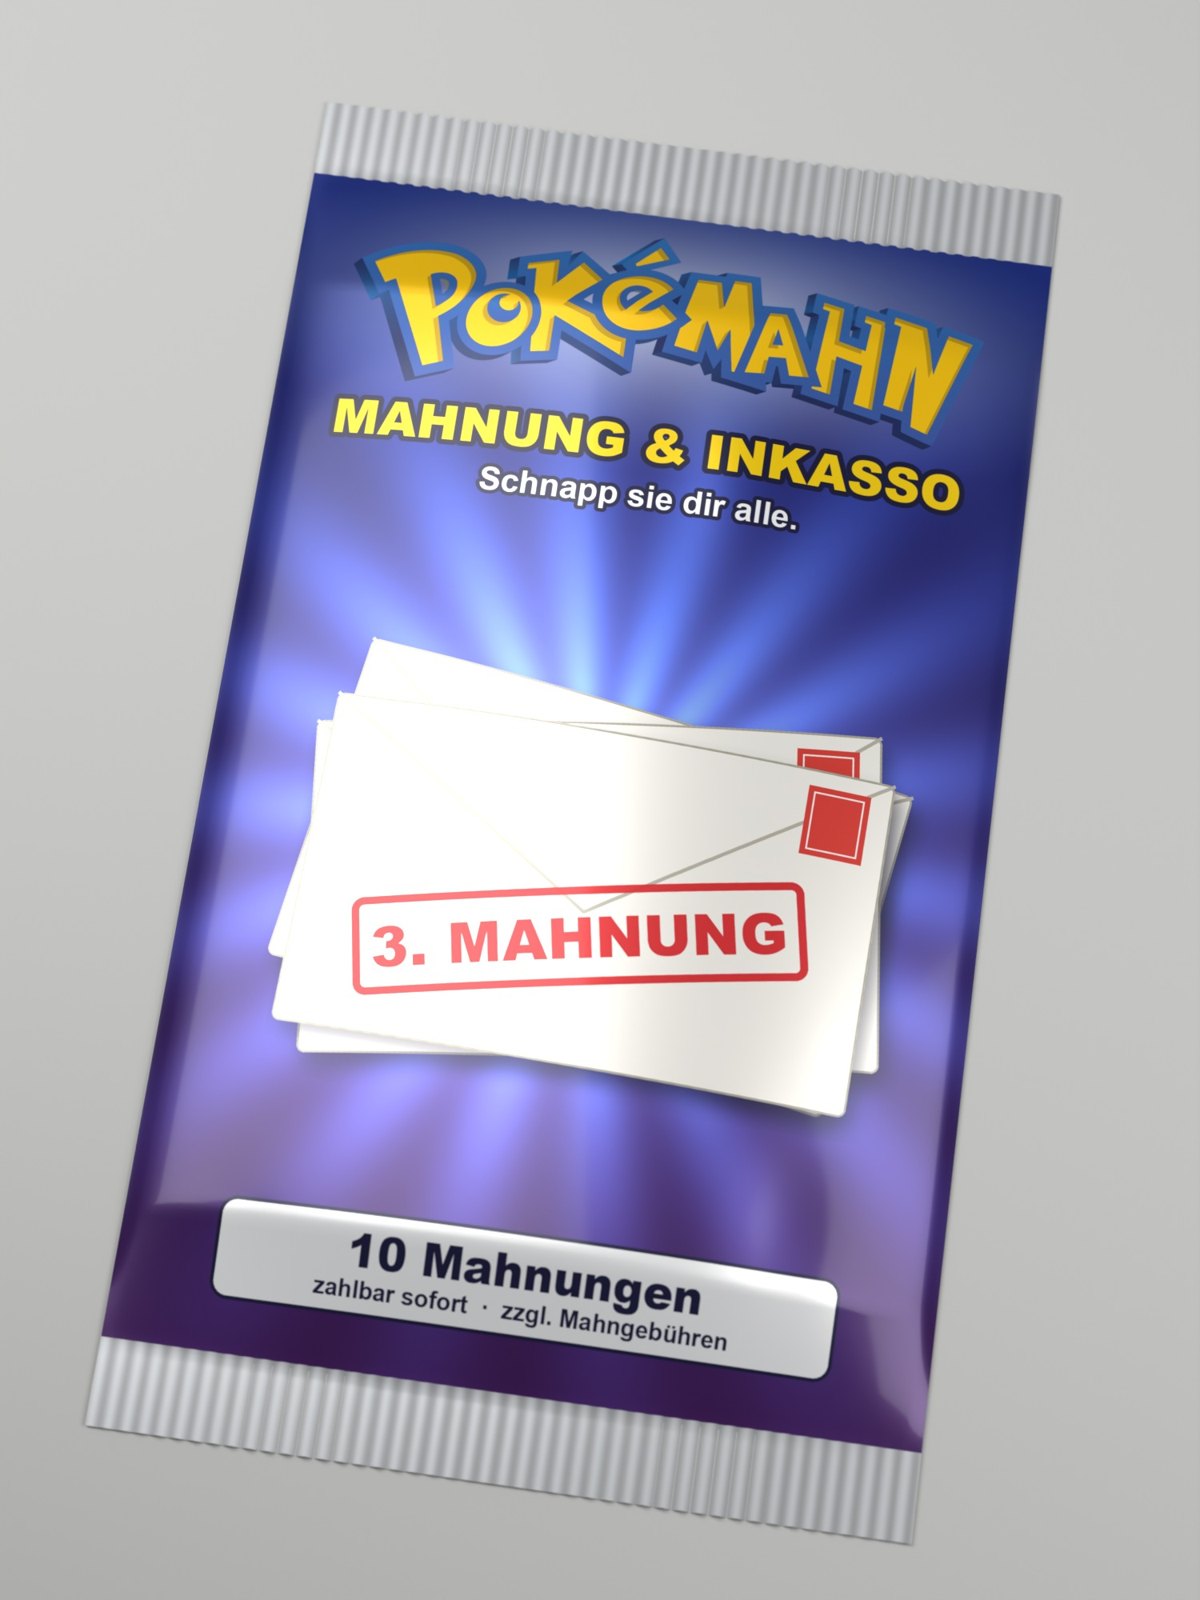 POKéMAHN
MAHNUNG & INKASSO
Schnapp sie dir alle.
3. MAHNUNG
10 Mahnungen
zahlbar sofort · zzgl. Mahngebühren